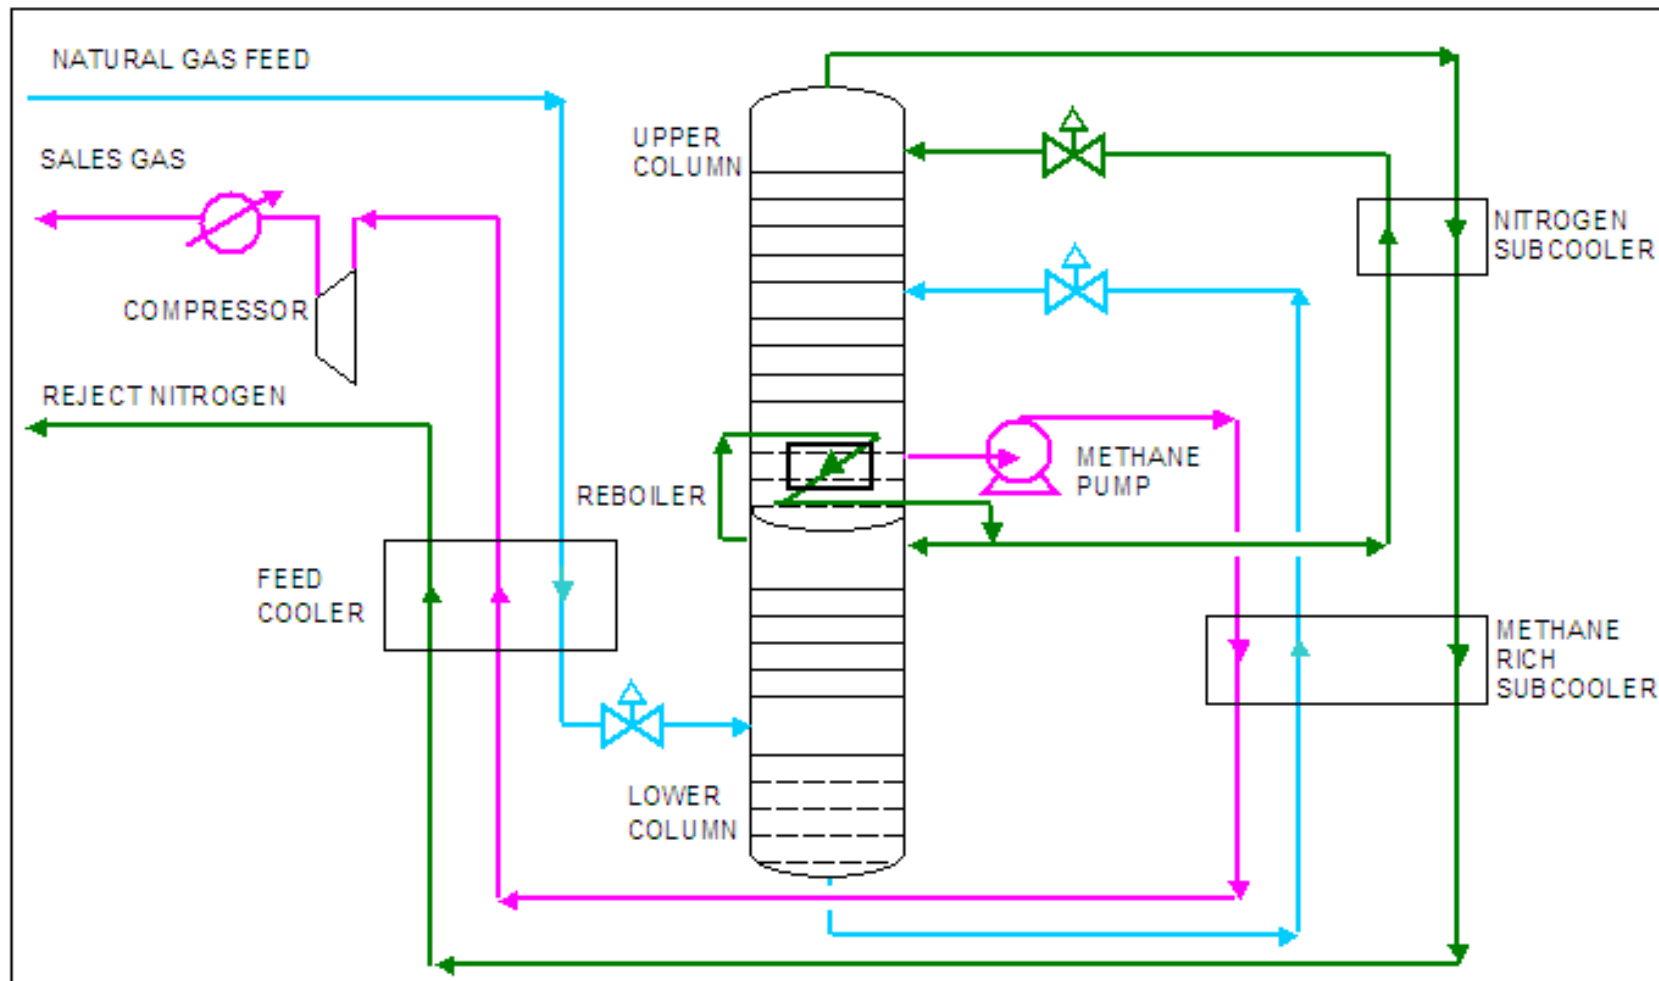 NATURAL GAS FEED
SALES GAS
COMPRESSOR
REJECT NITROGEN
UPPER
COLUMN
NITROGEN
SUBCOOLER
METHANE
PUMP
REBOILER
FEED
COOLER
METHANE
RICH
SUBCOOLER
LOWER
COLUMN